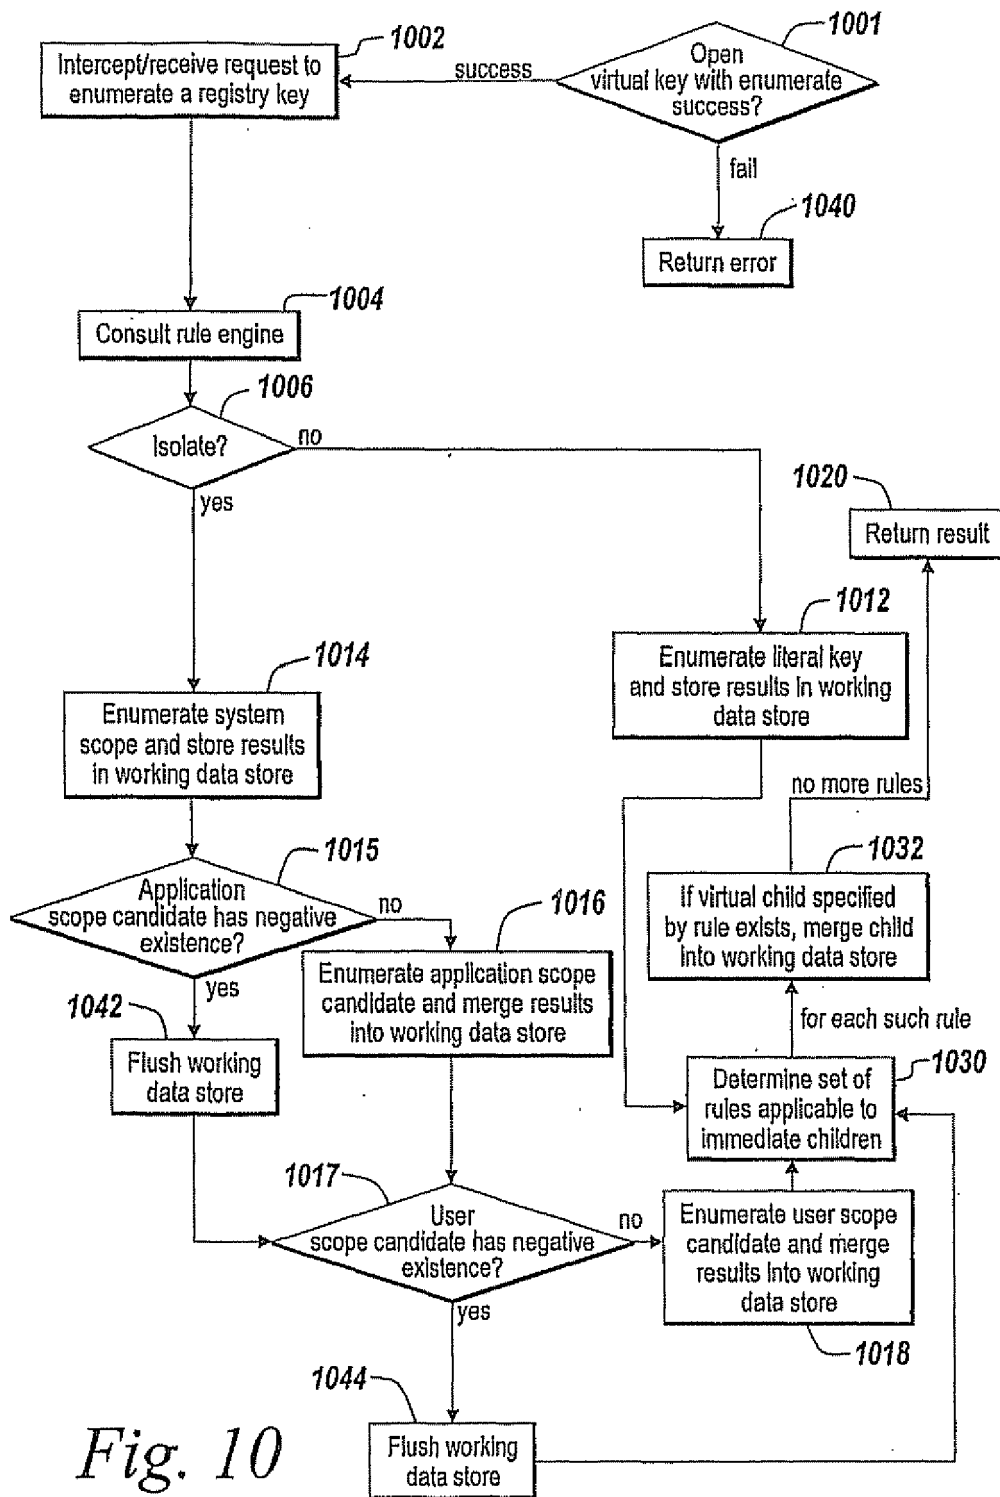 1001
Open
virtual key with enumerate
success?
success
fail
1002
Intercept/receive request to
enumerate a registry key
1040
Return error
1004
Consult rule engine
1006
Isolate?
no
yes
1020
Return result
1012
Enumerate literal key
and store results in working
data store
1014
Enumerate system
scope and store results
in working data store
no more rules
1015
Application
scope candidate has negative
existence?
no
yes
1016
Enumerate application scope
candidate and merge results
into working data store
1032
If virtual child specified
by rule exists, merge child
into working data store
for each such rule
1042
Flush working
data store
1030
Determine set of
rules applicable to
immediate children
1017
User
scope candidate has negative
existence?
no
yes
Enumerate user scope
candidate and merge
results into working
data store
1018
1044
Flush working
data store
Fig. 10